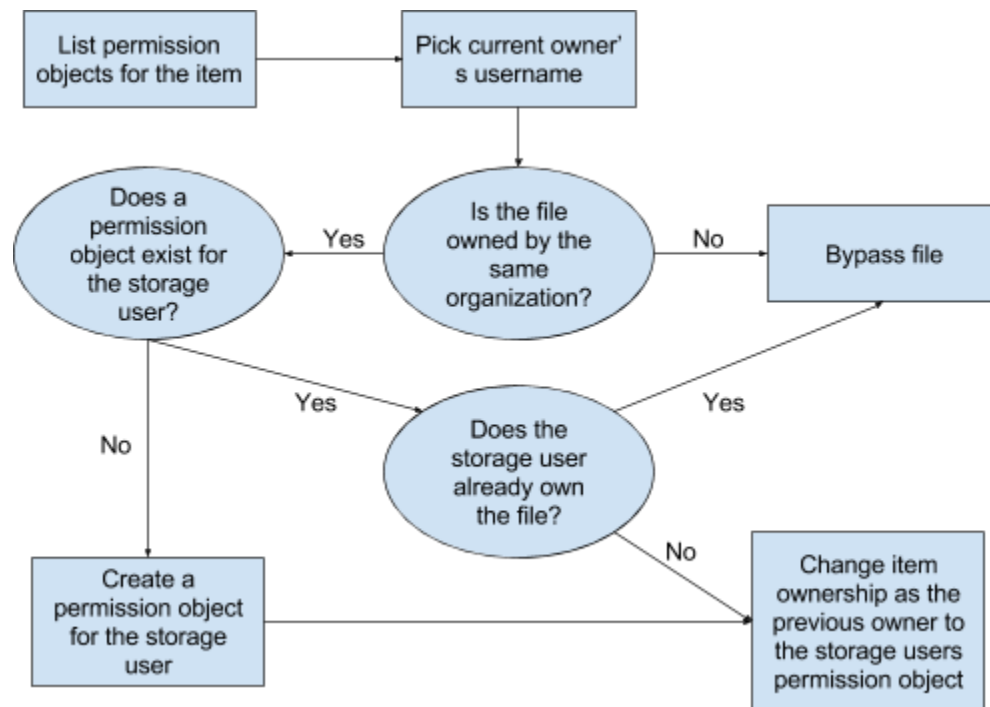 List permission
objects for the item
Pick current owner'
s username
Does a
permission
object exist for
the storage
user?
Yes
Is the file
owned by the
same
organization?
No
Bypass file
No
Yes
Does the
storage user
already own
the file?
Yes
No
Create a
permission object
for the storage
user
Change item
ownership as the
previous owner to
the storage users
permission object